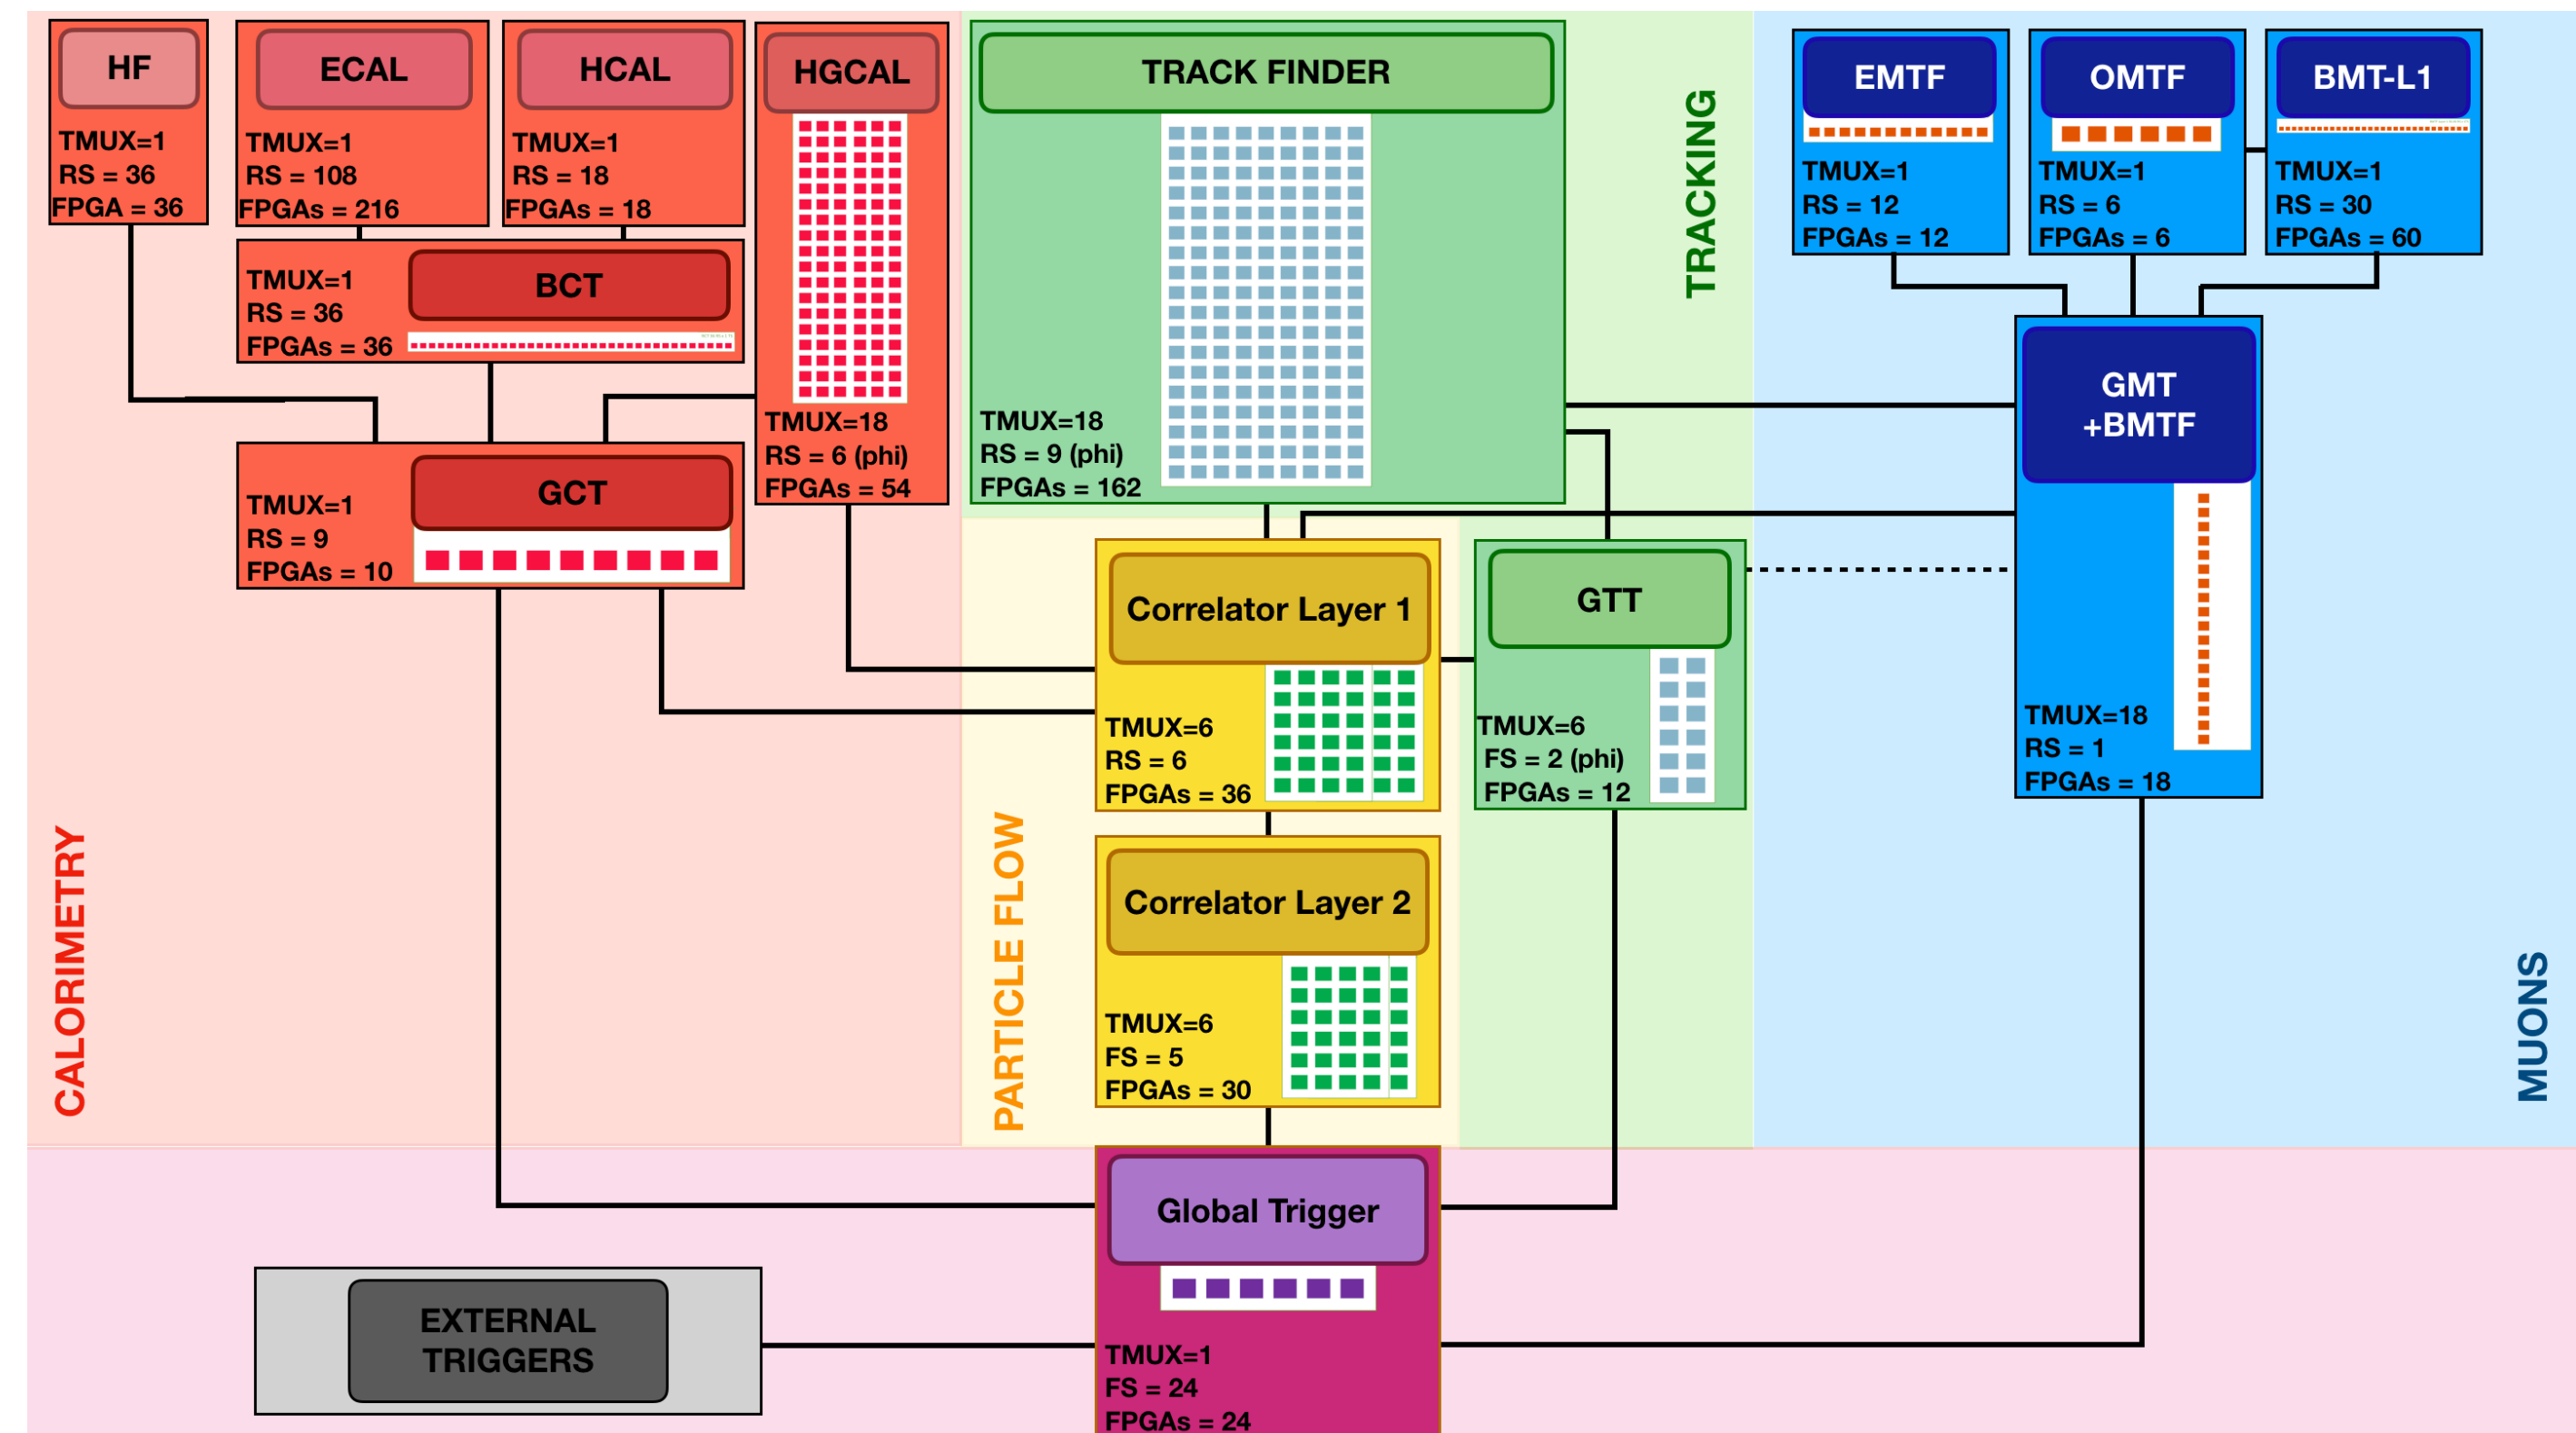 HF
TMUX=1
RS = 36
FPGA = 36
ECAL
TMUX=1
RS = 108
FPGAs = 216
HCAL
TMUX=1
RS = 18
FPGAs = 18
BCT
TMUX=1
RS = 36
FPGAs = 36
GCT
TMUX=1
RS = 9
FPGAs = 10
HGCAL
TMUX=18
RS = 6 (phi)
FPGAs = 54
CALORIMETRY
TRACK FINDER
TMUX=18
RS = 9 (phi)
FPGAs = 162
TRACKING
Correlator Layer 1
TMUX=6
RS = 6
FPGAs = 36
GTT
TMUX=6
FS = 2 (phi)
FPGAs = 12
PARTICLE FLOW
Correlator Layer 2
TMUX=6
FS = 5
FPGAs = 30
EMTF
TMUX=1
RS = 12
FPGAs = 12
OMTF
TMUX=1
RS = 6
FPGAs = 6
BMT-L1
TMUX=1
RS = 30
FPGAs = 60
GMT
+BMTF
TMUX=18
RS = 1
FPGAs = 18
MUONS
Global Trigger
TMUX=1
FS = 24
FPGAs = 24
EXTERNAL
TRIGGERS